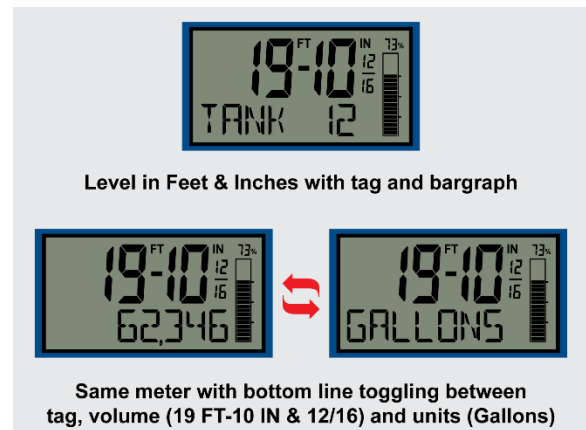 19 FT-10 IN 12/16 73%
TANK 12
Level in Feet & Inches with tag and bargraph
19 FT-10 IN 12/16 73%
62,346
19 FT-10 IN 12/16 73%
GALLONS
Same meter with bottom line toggling between
tag, volume (19 FT-10 IN & 12/16) and units (Gallons)